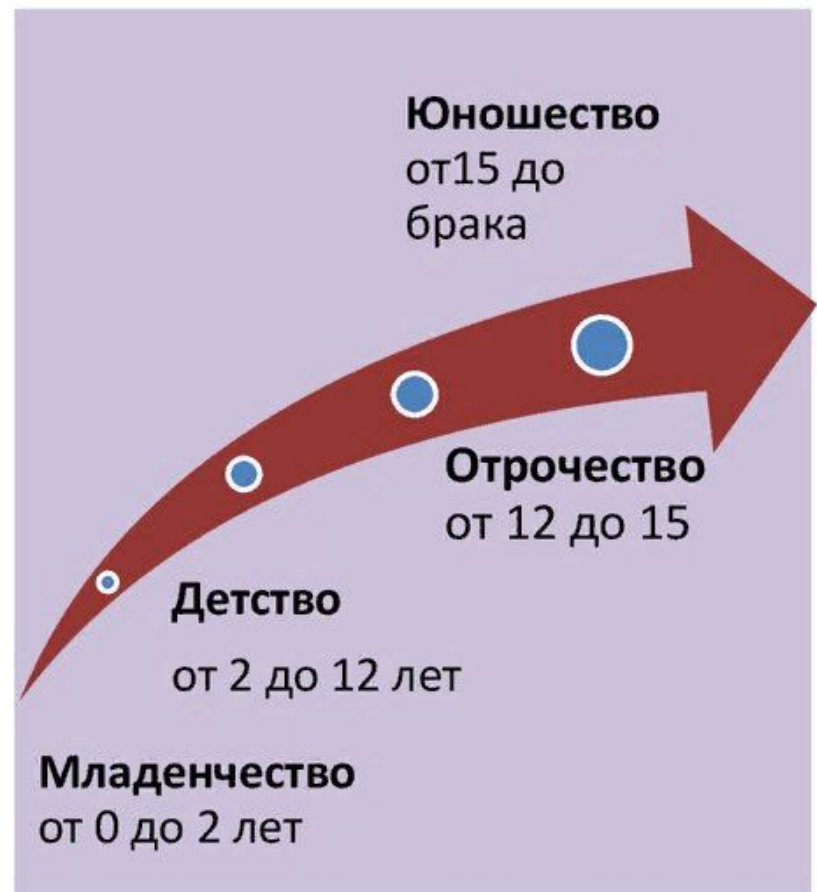 Юношество
от15 до
брака
Отрочество
от 12 до 15
Детство
от 2 до 12 лет
Младенчество
от 0 до 2 лет